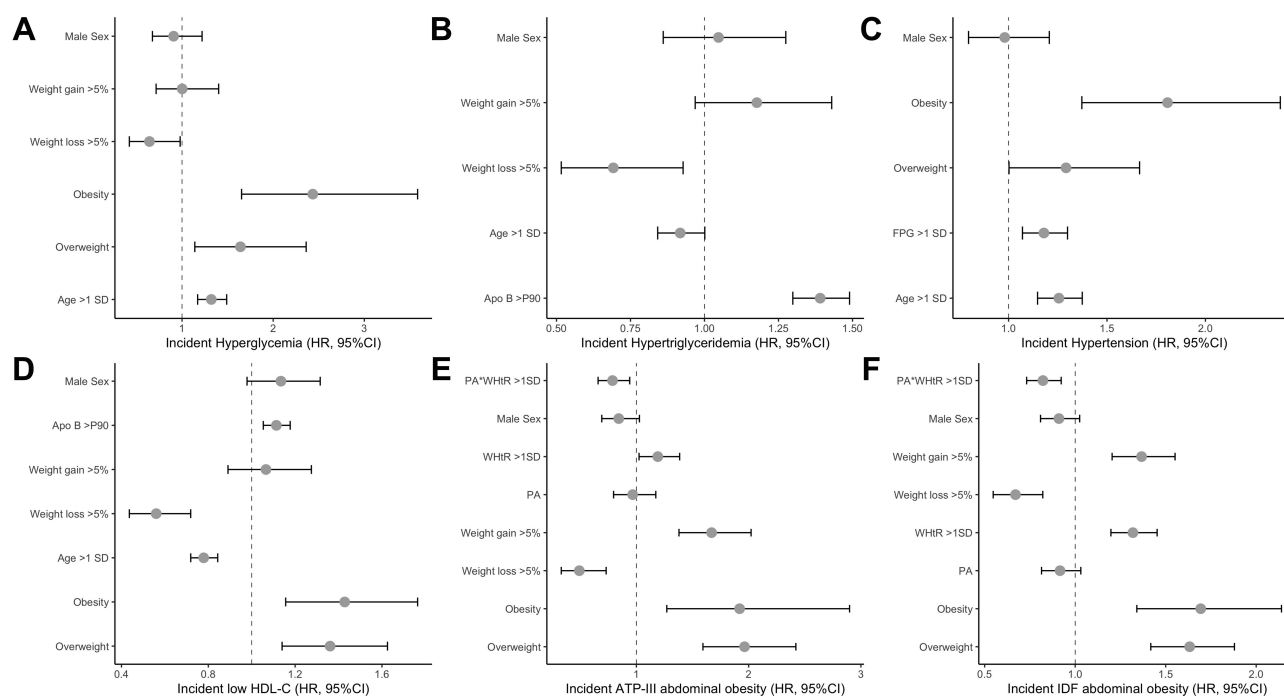 A
Male Sex
Weight gain >5%
Weight loss >5%
Obesity
Overweight
Age >1 SD
1
2
3
Incident Hyperglycemia (HR, 95%CI)
B
Male Sex
Weight gain >5%
Weight loss >5%
Age >1 SD
Apo B >P90
0.50
0.75
1.00
1.25
1.50
Incident Hypertriglyceridemia (HR, 95%CI)
C
Male Sex
Obesity
Overweight
FPG >1 SD
Age >1 SD
1.0
1.5
2.0
Incident Hypertension (HR, 95%CI)
D
Male Sex
Apo B >P90
Weight gain >5%
Weight loss >5%
Age >1 SD
Obesity
Overweight
0.4
0.8
1.2
1.6
Incident low HDL-C (HR, 95%CI)
E
PA*WHtR >1SD
Male Sex
WHtR >1SD
PA
Weight gain >5%
Weight loss >5%
Obesity
Overweight
1
2
3
Incident ATP-III abdominal obesity (HR, 95%CI)
F
PA*WHtR >1SD
Male Sex
Weight gain >5%
Weight loss >5%
WHtR >1SD
PA
Obesity
Overweight
0.5
1.0
1.5
2.0
Incident IDF abdominal obesity (HR, 95%CI)